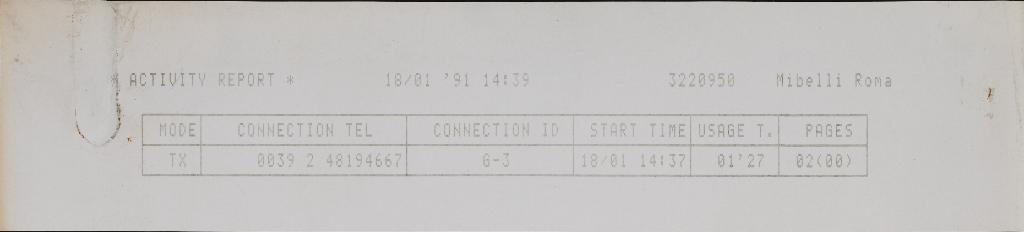 * ACTIVITY REPORT * 18/01 '91 14:39 3220950 Mibelli Roma
MODE CONNECTION TEL CONNECTION ID START TIME USAGE T. PAGES
TX 0039 2 48194667 G-3 18/01 14:37 01'27 02(00)